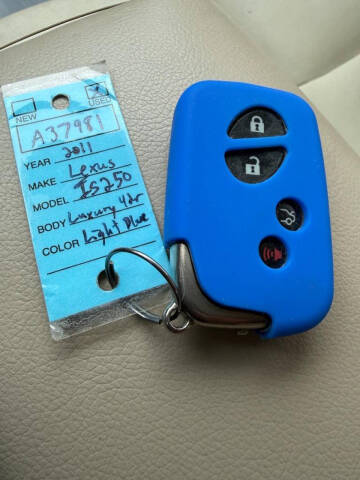 NEW USED
A37981
YEAR 2011
MAKE Lexus
MODEL IS250
BODY Luxury 4dr
COLOR Light Blue